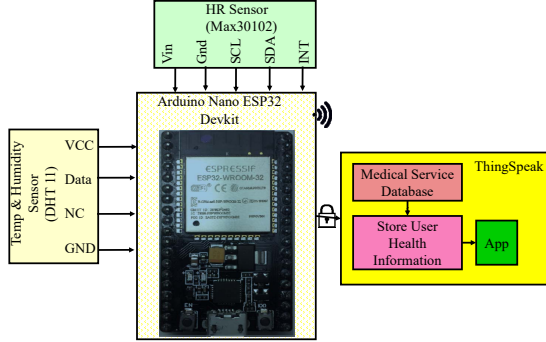 HR Sensor
(Max30102)
Vin
Gnd
SCL
SDA
INT
Arduino Nano ESP32
Devkit
Temp & Humidity
Sensor
(DHT 11)
VCC
Data
NC
GND
ESPRESSIF
ESP32-WROOM-32
EN
ThingSpeak
Medical Service
Database
Store User
Health
Information
App